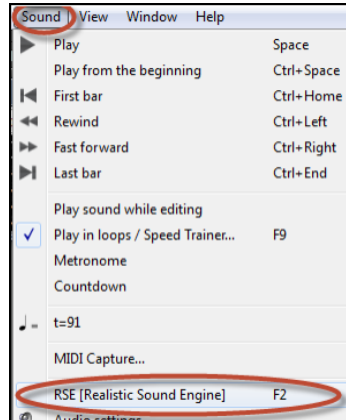 Sound View Window Help
Play Space
Play from the beginning Ctrl+Space
First bar Ctrl+Home
Rewind Ctrl+Left
Fast forward Ctrl+Right
Last bar Ctrl+End
Play sound while editing
Play in loops / Speed Trainer... F9
Metronome
Countdown
= t=91
MIDI Capture...
RSE [Realistic Sound Engine] F2
Audio settings